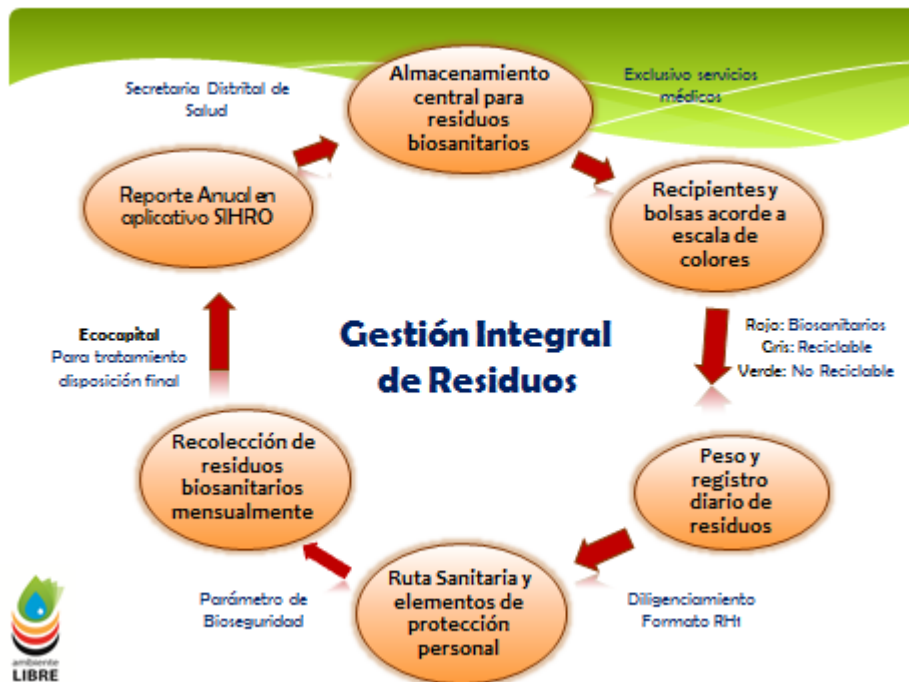 Secretaria Distrital de
Salud
Almacenamiento
central para
residuos
biosanitarios
Exclusivo servicios
médicos
Reporte Anual en
aplicativo SIHRO
Recipientes y
bolsas acorde a
escala de
colores
Ecocapital
Para tratamiento
disposición final
Gestión Integral
de Residuos
Rojo: Biosanitarios
Gris: Reciclable
Verde: No Reciclable
Recolección de
residuos
biosanitarios
mensualmente
Peso y
registro
diario de
residuos
Parámetro de
Bioseguridad
Ruta Sanitaria y
elementos de
protección
personal
Diligenciamiento
Formato RH1
ambiente
LIBRE